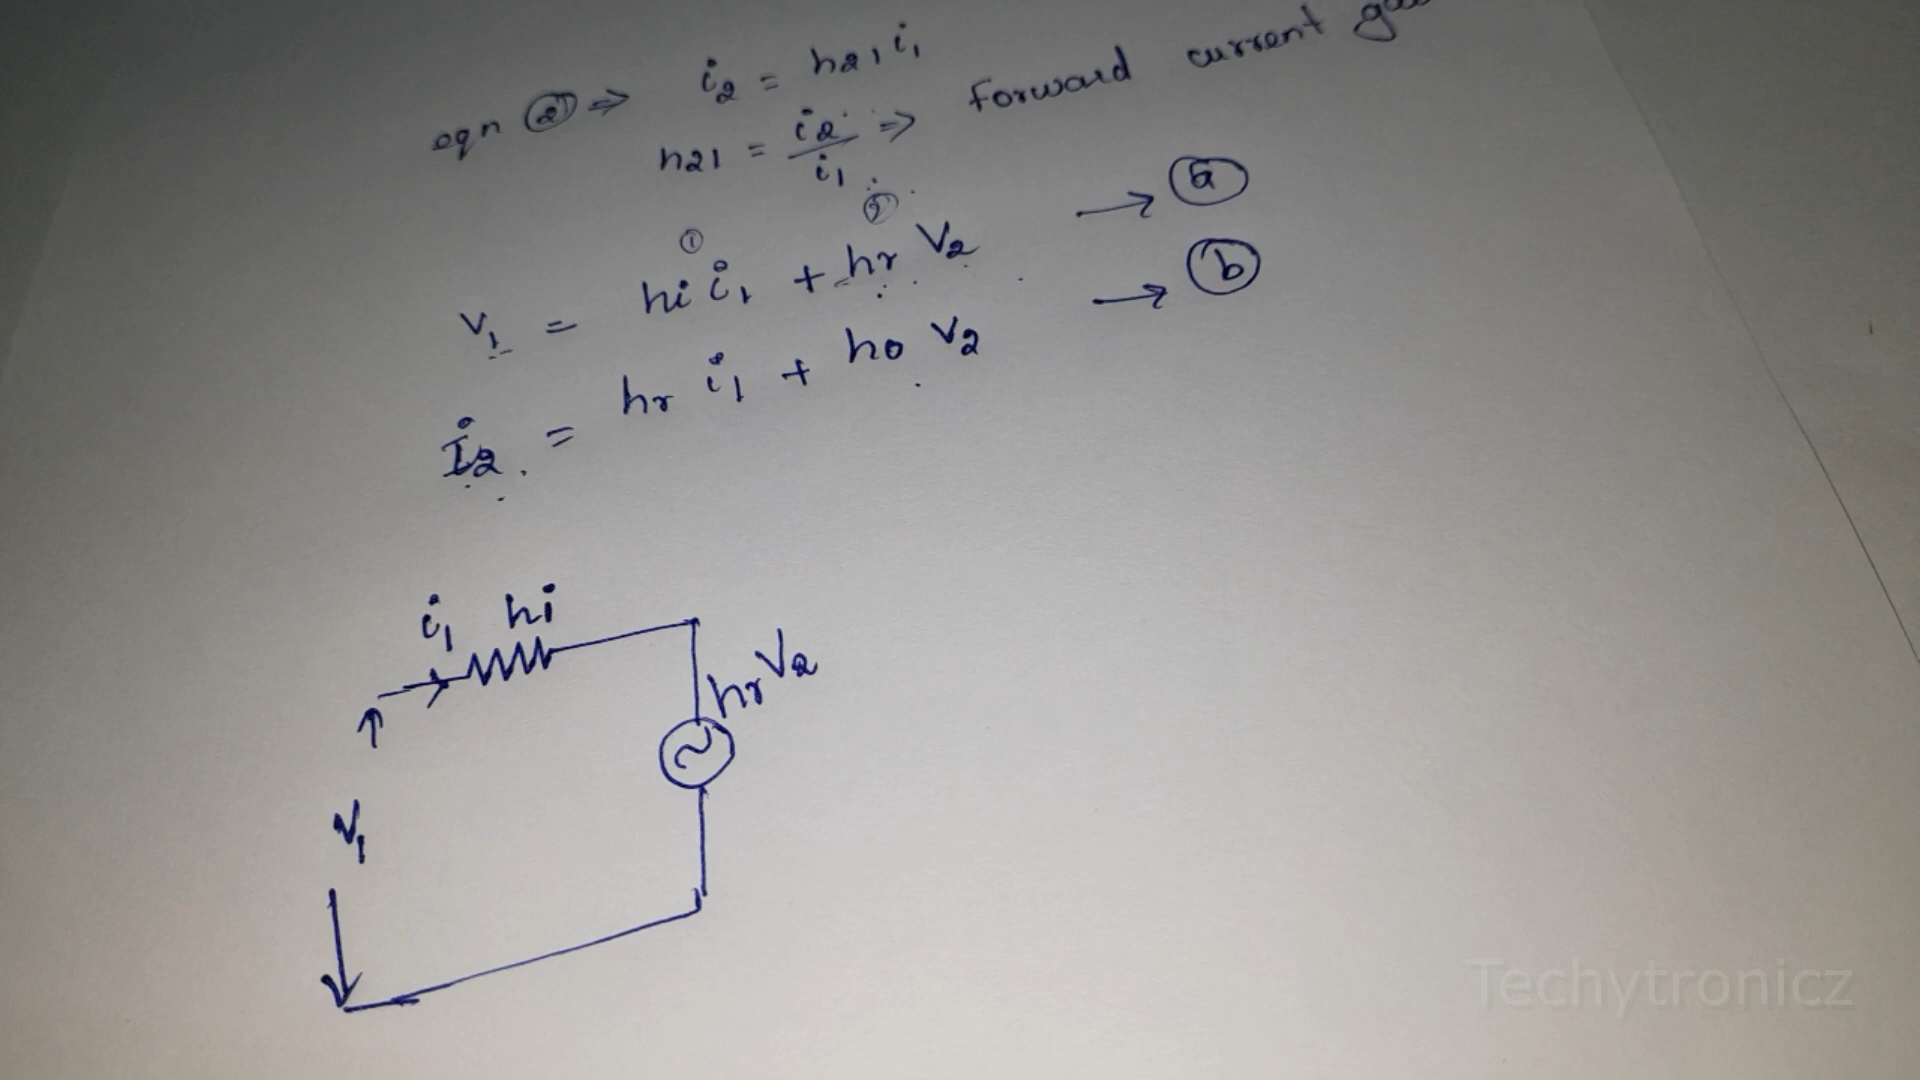 eqn ② ⇒ i2 = h21 i1
h21 = i2/i1 ⇒ Forward current
① ②
V1 = hi i1 + hr V2 → ⓐ
I2 = hr i1 + ho V2 → ⓑ
i1 hi
hr V2
V1
Techytronicz